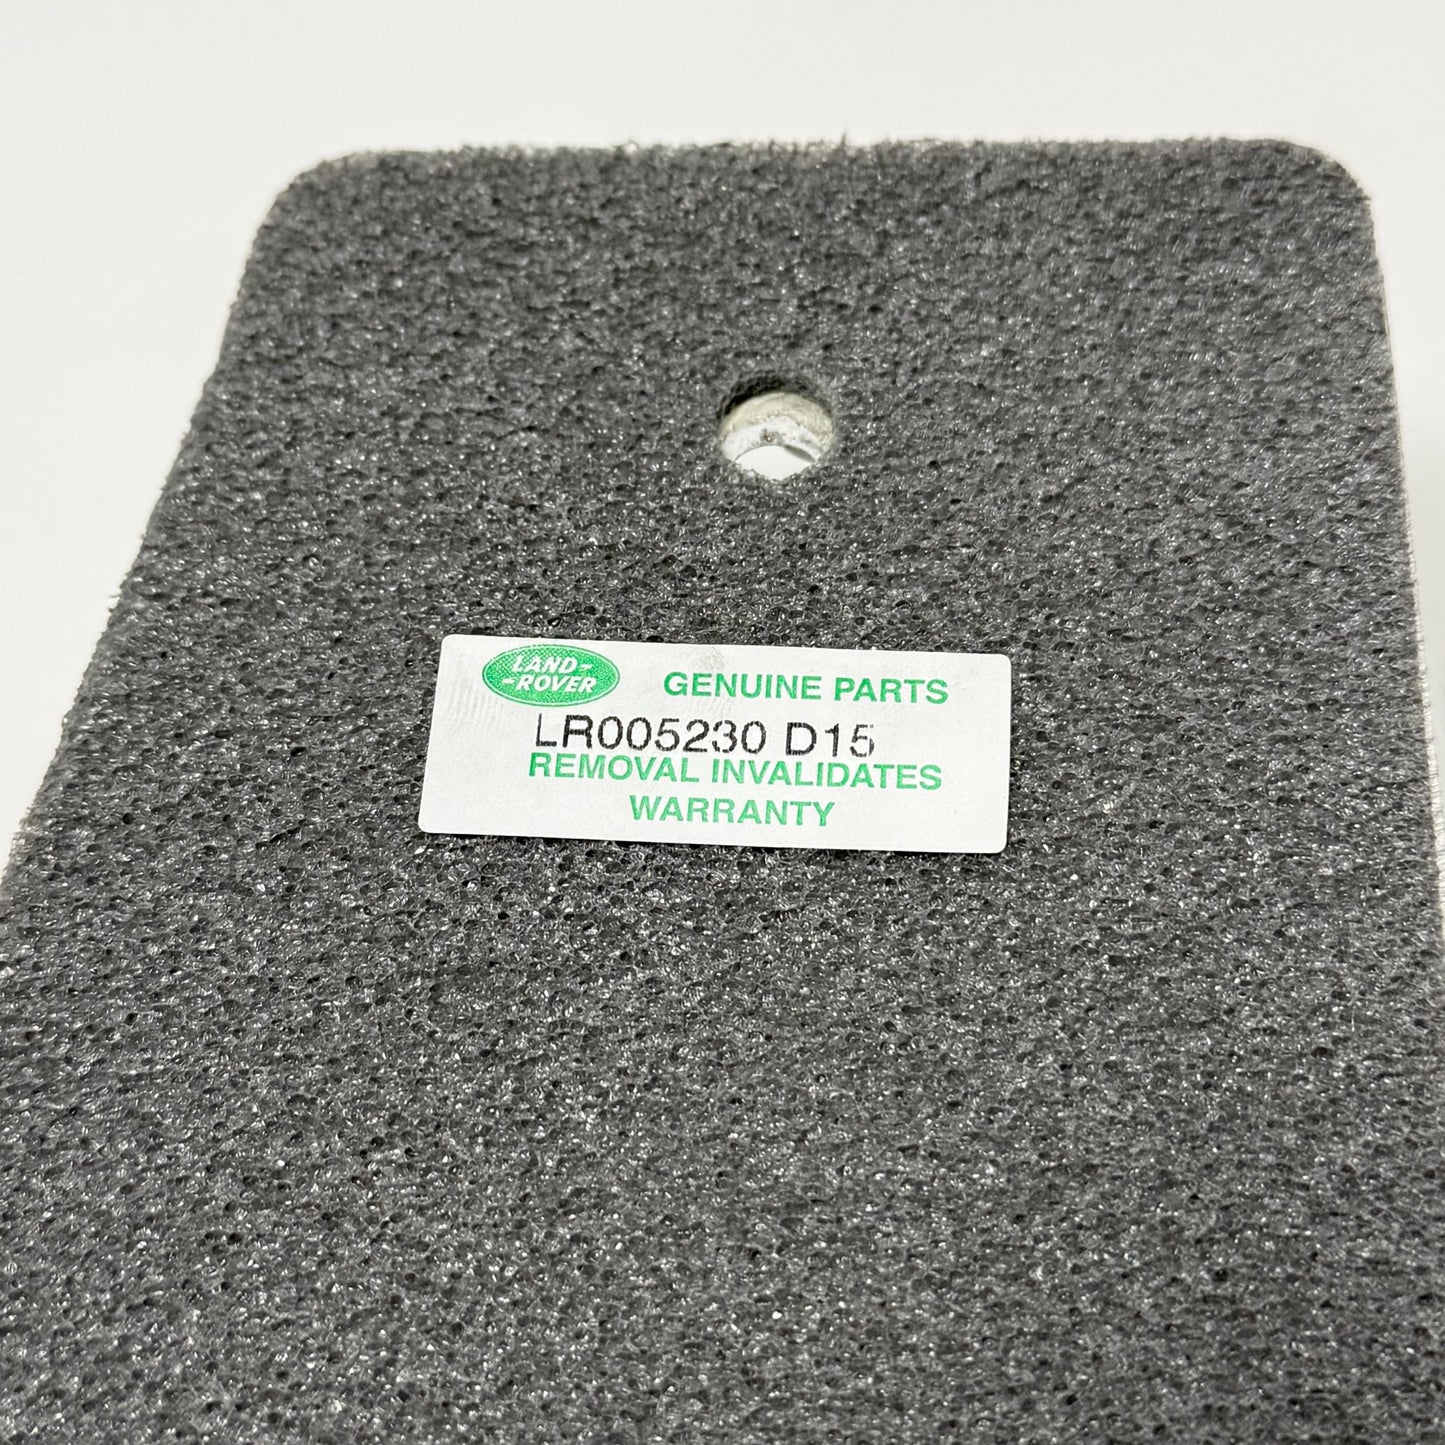 LAND-
-ROVER
GENUINE PARTS
LR005230 D15
REMOVAL INVALIDATES
WARRANTY